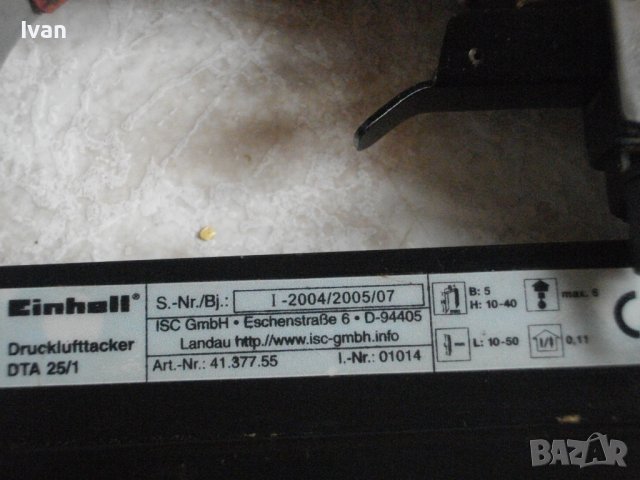 Ivan
Einhell®
Drucklufttacker
DTA 25/1
S.-Nr./Bj.: I -2004/2005/07
ISC GmbH • Eschenstraße 6 • D-94405
Landau http.//www.isc-gmbh.info
Art.-Nr.: 41.377.55 I.-Nr.: 01014
B: 5
H: 10-40
L: 10-50
max. 8
0,11
BAZAR